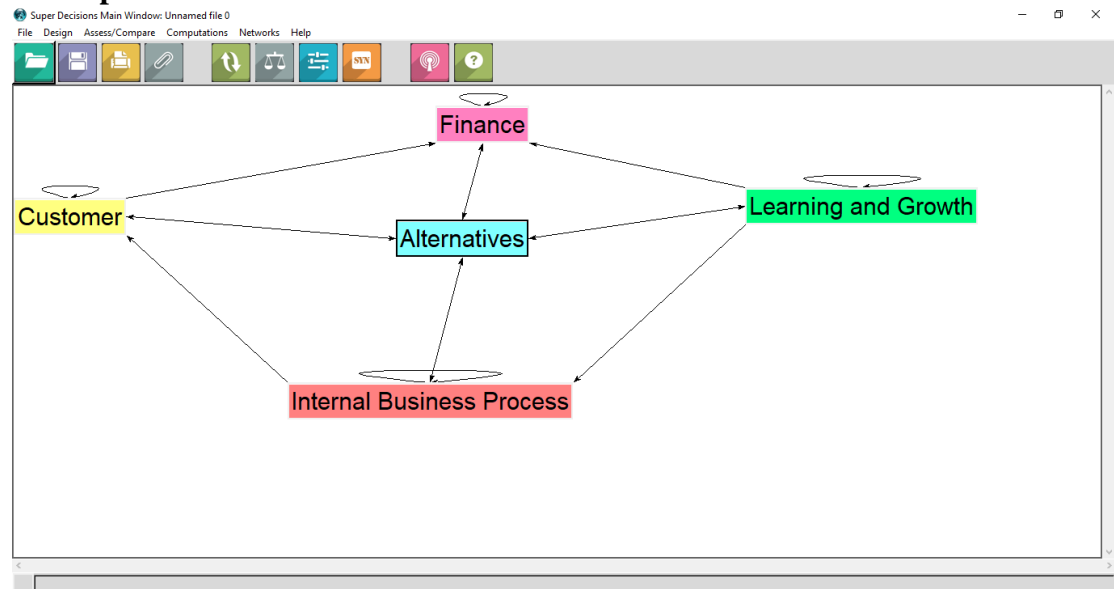 Super Decisions Main Window: Unnamed file 0
File Design Assess/Compare Computations Networks Help
SYN
?
Finance
Customer
Learning and Growth
Alternatives
Internal Business Process